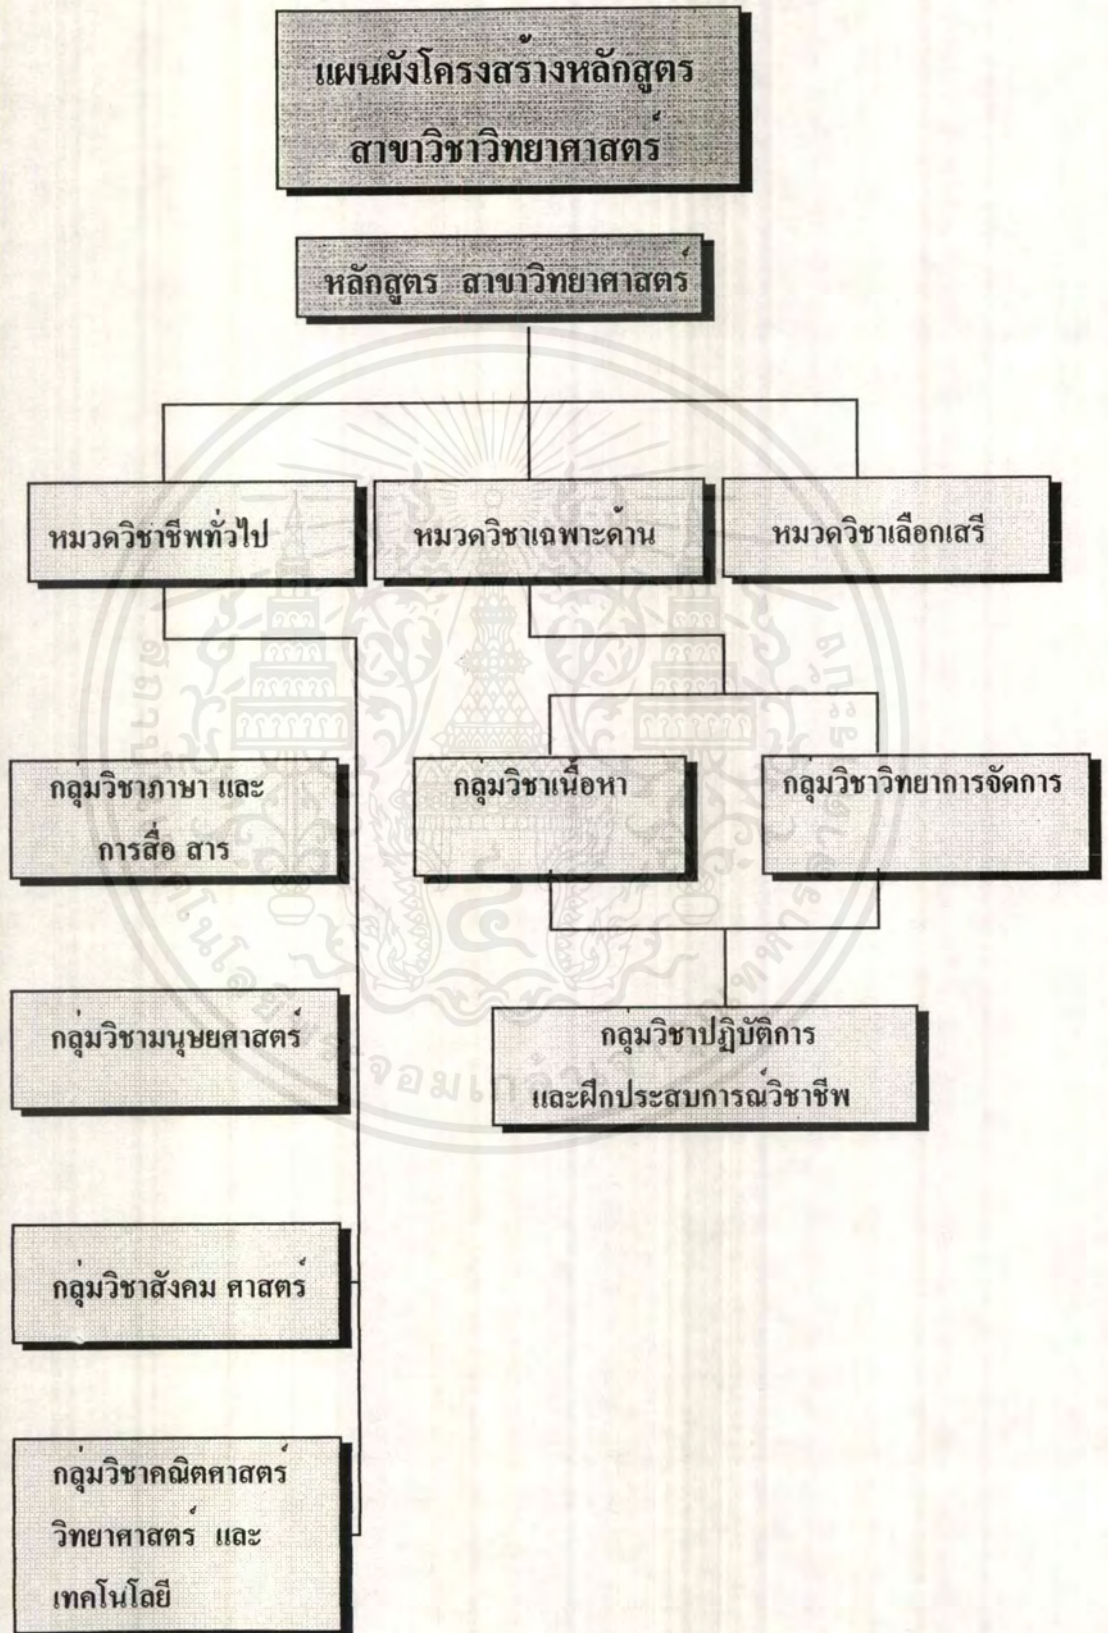 แผนผังโครงสร้างหลักสูตร
สาขาวิชาวิทยาศาสตร์
หลักสูตร สาขาวิทยาศาสตร์
หมวดวิชาชีพทั่วไป
หมวดวิชาเฉพาะด้าน
หมวดวิชาเลือกเสรี
กลุ่มวิชาภาษา และ
การสื่อ สาร
กลุ่มวิชาเนื้อหา
กลุ่มวิชาวิทยาการจัดการ
กลุ่มวิชามนุษยศาสตร์
กลุ่มวิชาปฏิบัติการ
และฝึกประสบการณ์วิชาชีพ
กลุ่มวิชาสังคม ศาสตร์
กลุ่มวิชาคณิตศาสตร์
วิทยาศาสตร์ และ
เทคโนโลยี